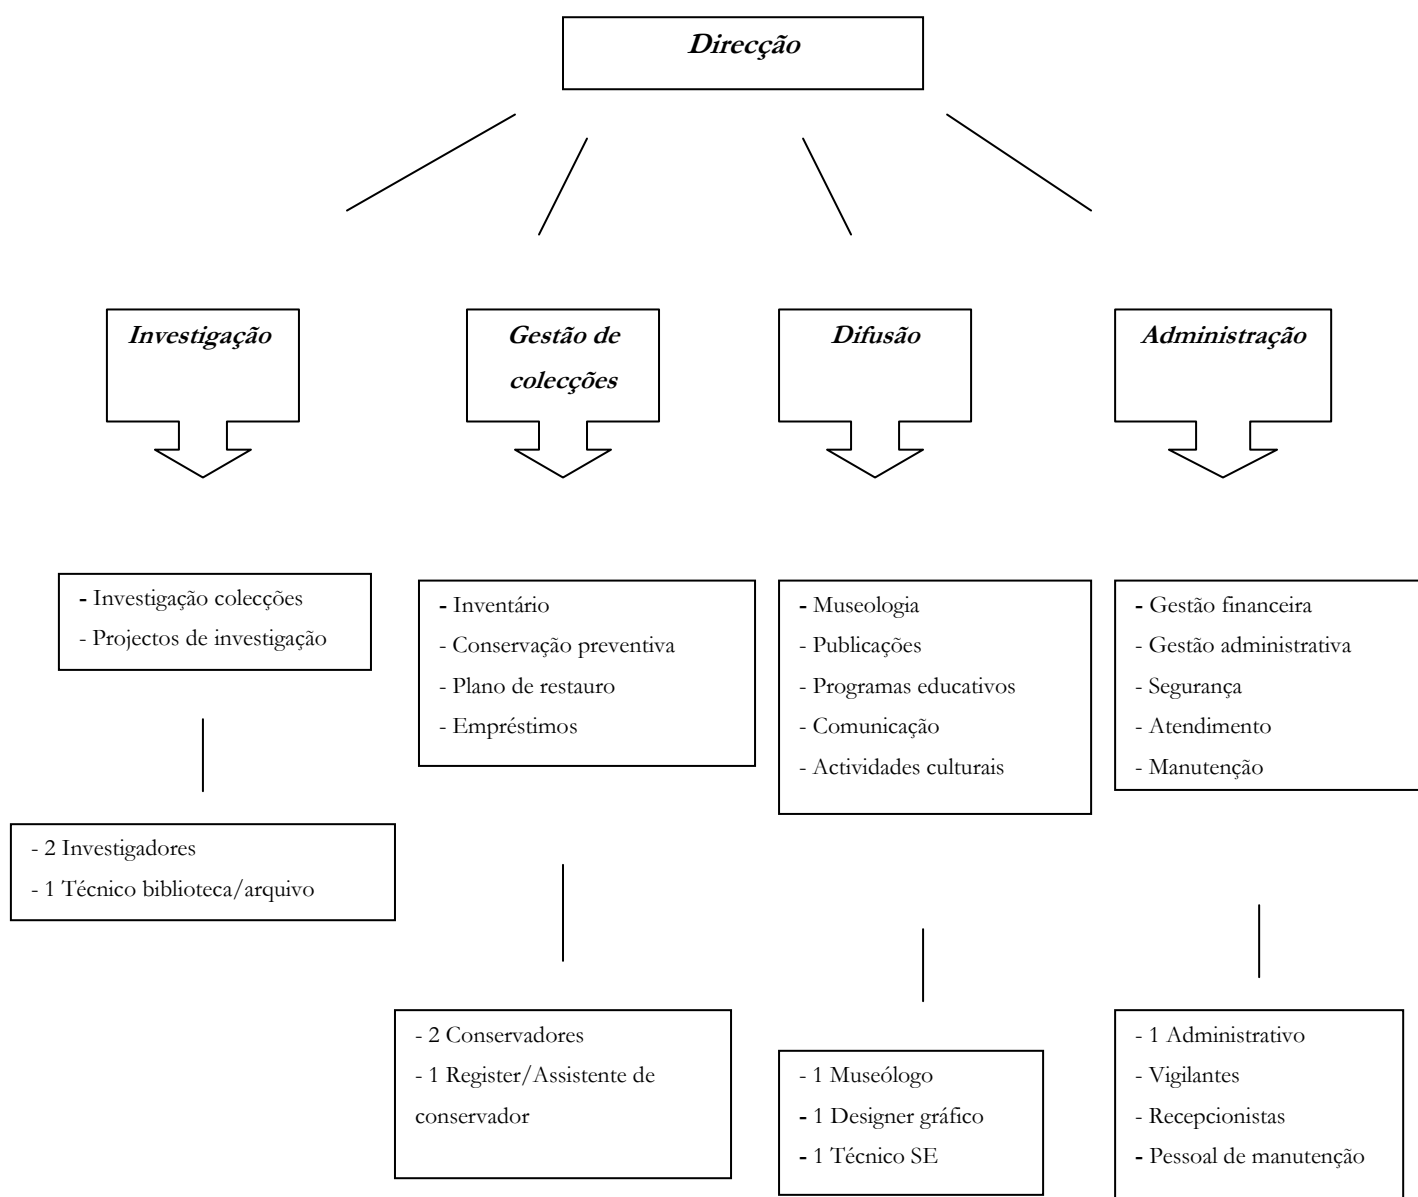 Direcção
Investigação
Gestão de
colecções
Difusão
Administração
- Investigação colecções
- Projectos de investigação
- Inventário
- Conservação preventiva
- Plano de restauro
- Empréstimos
- Museologia
- Publicações
- Programas educativos
- Comunicação
- Actividades culturais
- Gestão financeira
- Gestão administrativa
- Segurança
- Atendimento
- Manutenção
- 2 Investigadores
- 1 Técnico biblioteca/arquivo
- 2 Conservadores
- 1 Register/Assistente de
conservador
- 1 Museólogo
- 1 Designer gráfico
- 1 Técnico SE
- 1 Administrativo
- Vigilantes
- Recepcionistas
- Pessoal de manutenção